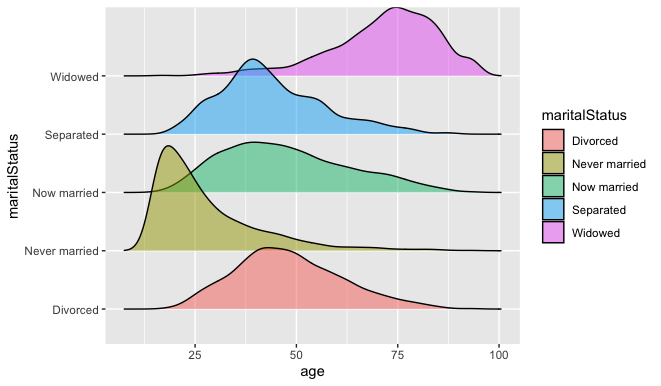 maritalStatus
Widowed
Separated
Now married
Never married
Divorced
25 50 75 100
age
maritalStatus
Divorced
Never married
Now married
Separated
Widowed